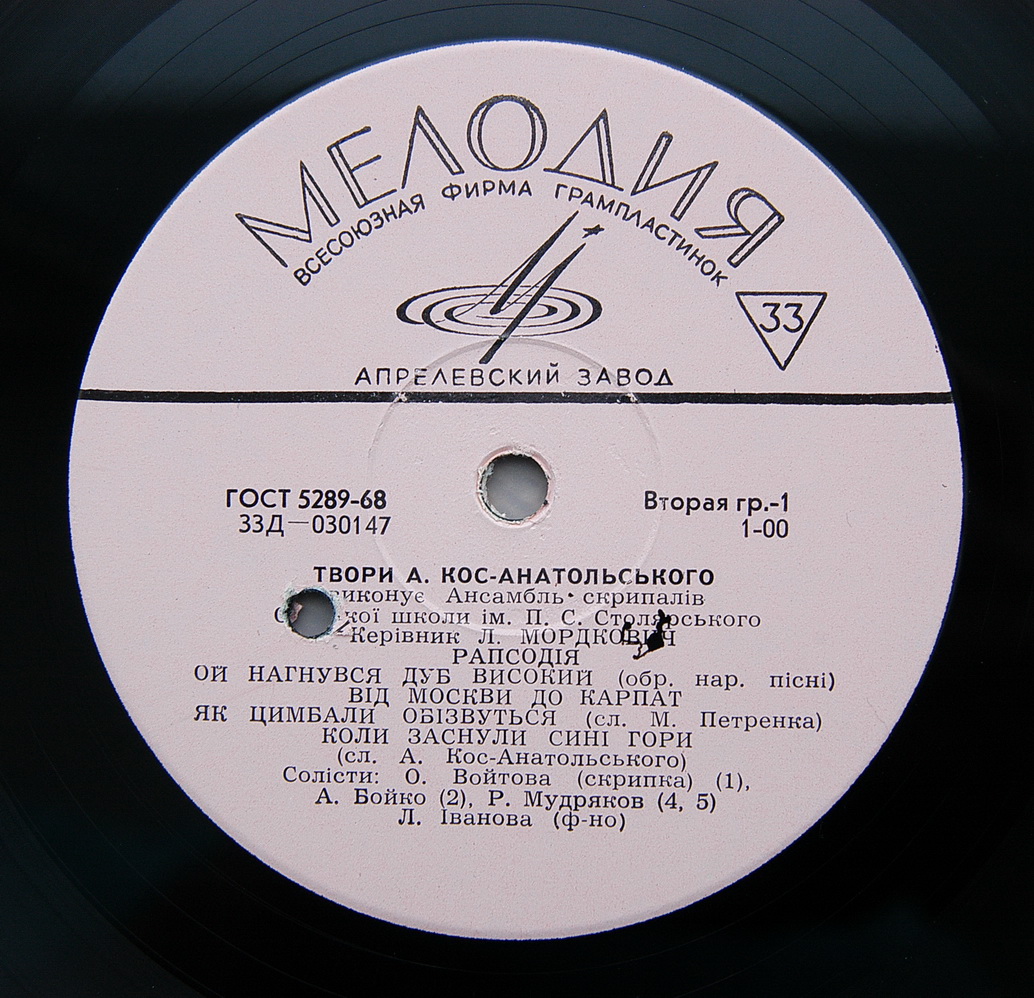 МЕЛОДИЯ
ВСЕСОЮЗНАЯ ФИРМА ГРАМПЛАСТИНОК
33
АПРЕЛЕВСКИЙ ЗАВОД
ГОСТ 5289-68
Вторая гр.-1
33Д—030147
1-00
ТВОРИ А. КОС-АНАТОЛЬСЬКОГО
виконує Ансамбль скрипалів
школи ім. П. С. Столярського
Керівник Л. МОРДКОВИЧ
РАПСОДІЯ
ОЙ НАГНУВСЯ ДУБ ВИСОКИЙ (обр. нар. пісні)
ВІД МОСКВИ ДО КАРПАТ
ЯК ЦИМБАЛИ ОБІЗВУТЬСЯ (сл. М. Петренка)
КОЛИ ЗАСНУЛИ СИНІ ГОРИ
(сл. А. Кос-Анатольського)
Солісти: О. Войтова (скрипка) (1),
А. Бойко (2), Р. Мудряков (4, 5)
Л. Іванова (ф-но)